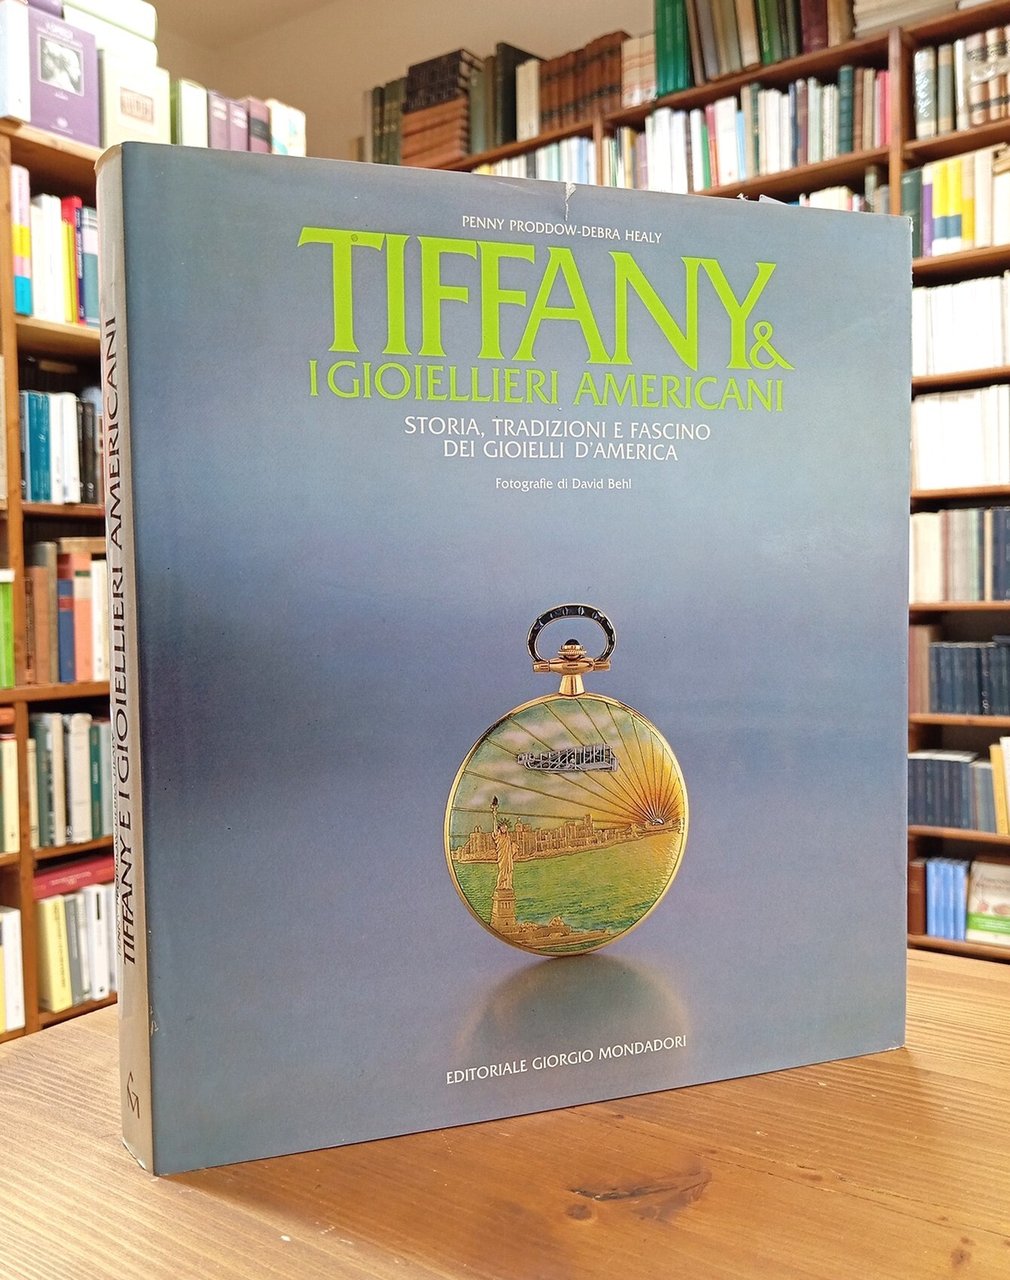 PENNY PRODDOW-DEBRA HEALY
TIFFANY &
I GIOIELLIERI AMERICANI
STORIA, TRADIZIONI E FASCINO
DEI GIOIELLI D'AMERICA
Fotografie di David Behl
EDITORIALE GIORGIO MONDADORI
TIFFANY E I GIOIELLIERI AMERICANI